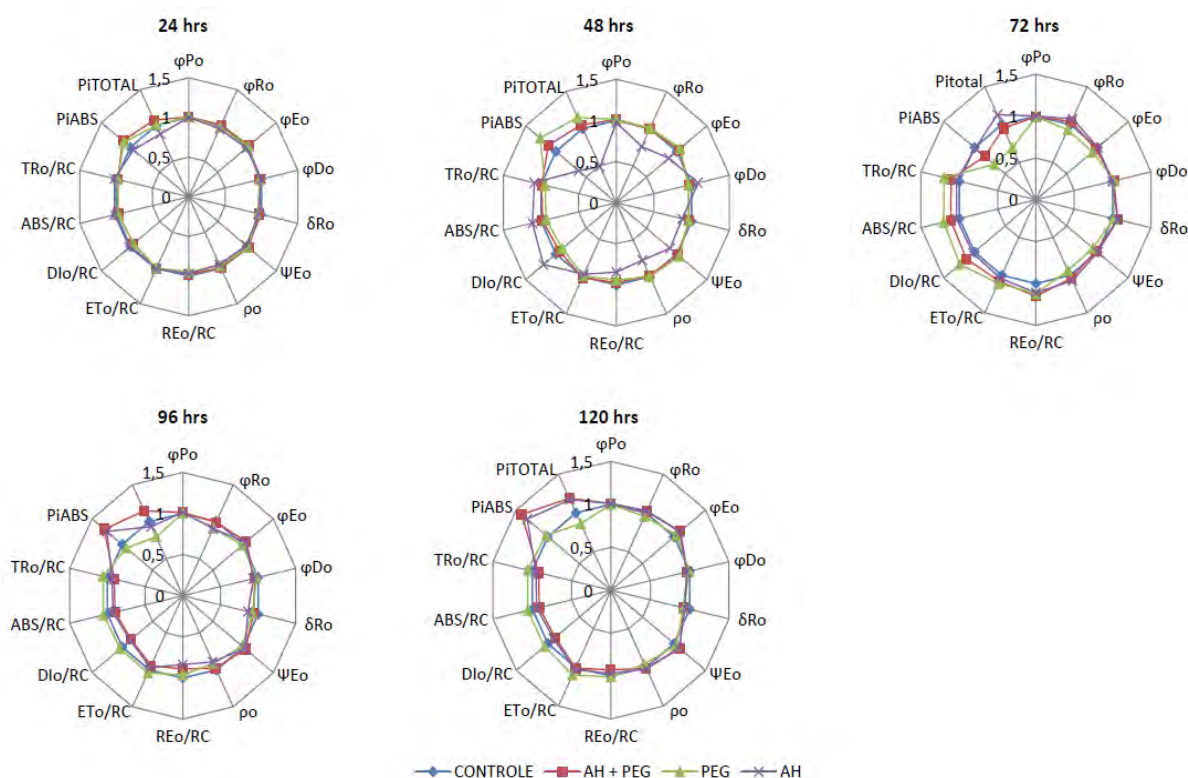 24 hrs
φPo
φRo
φEo
φDo
δRo
ΨEo
ρo
REo/RC
ETo/RC
DIo/RC
ABS/RC
TRo/RC
PiABS
PiTOTAL
1,5
1
0,5
0
48 hrs
φPo
φRo
φEo
φDo
δRo
ΨEo
ρo
REo/RC
ETo/RC
DIo/RC
ABS/RC
TRo/RC
PiABS
PiTOTAL
1,5
1
0,5
0
72 hrs
φPo
φRo
φEo
φDo
δRo
ΨEo
ρo
REo/RC
ETo/RC
DIo/RC
ABS/RC
TRo/RC
PiABS
Pitotal
1,5
1
0,5
0
96 hrs
φPo
φRo
φEo
φDo
δRo
ΨEo
ρo
REo/RC
ETo/RC
DIo/RC
ABS/RC
TRo/RC
PiABS
PiTOTAL
1,5
1
0,5
0
120 hrs
φPo
φRo
φEo
φDo
δRo
ΨEo
ρo
REo/RC
ETo/RC
DIo/RC
ABS/RC
TRo/RC
PiABS
PiTOTAL
1,5
1
0,5
0
CONTROLE AH + PEG PEG AH